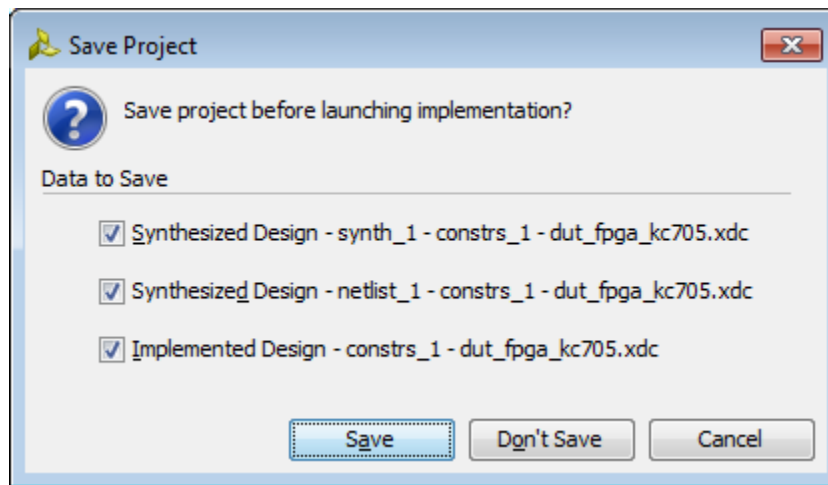 Save Project
Save project before launching implementation?
Data to Save
Synthesized Design - synth_1 - constrs_1 - dut_fpga_kc705.xdc
Synthesized Design - netlist_1 - constrs_1 - dut_fpga_kc705.xdc
Implemented Design - constrs_1 - dut_fpga_kc705.xdc
Save Don't Save Cancel